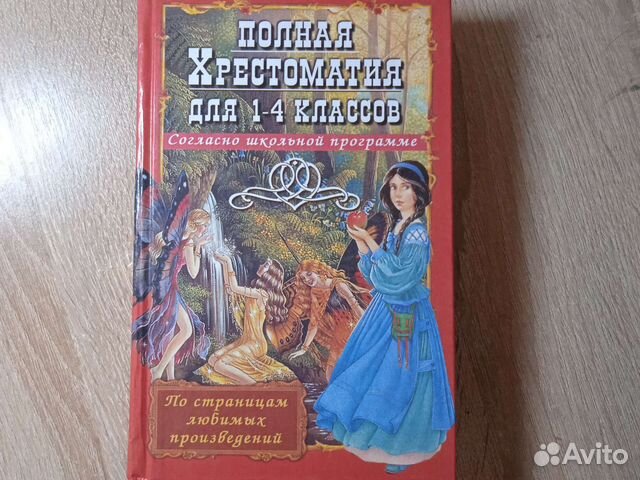 ПОЛНАЯ
ХРЕСТОМАТИЯ
ДЛЯ 1-4 КЛАССОВ
Согласно школьной программе
По страницам
любимых
произведений
Avito